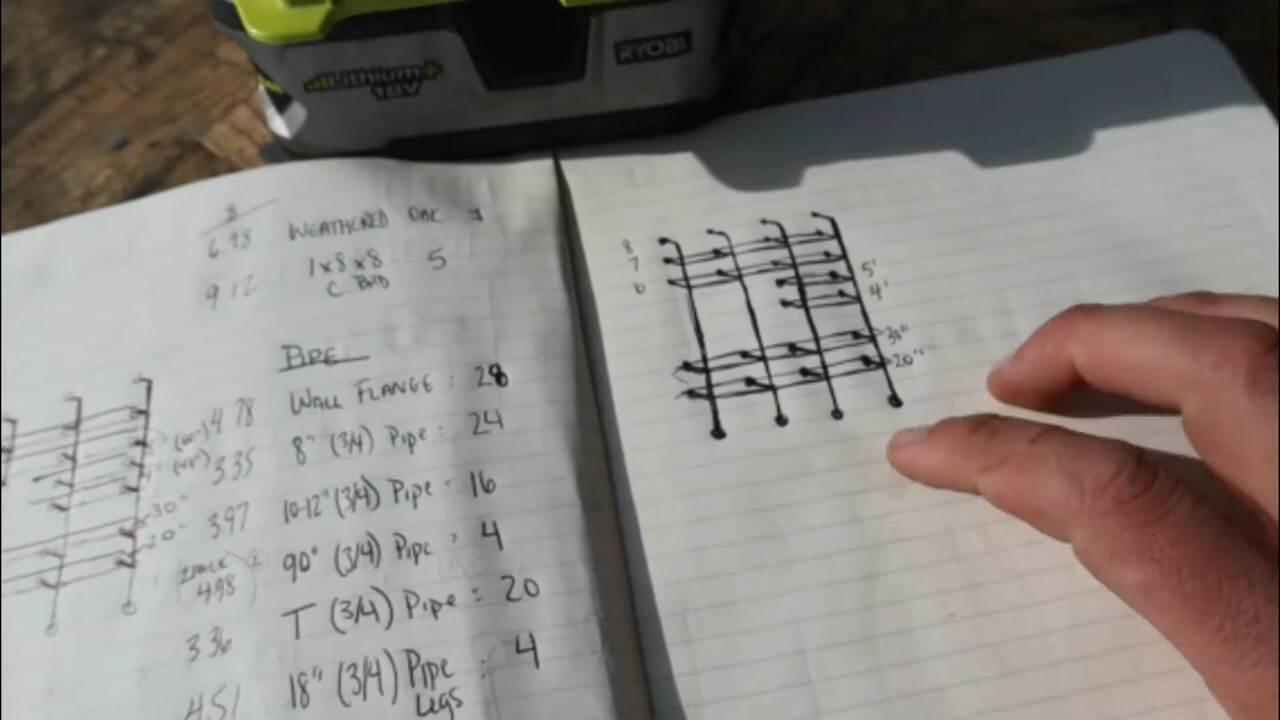 Lithium+
18V
RYOBI
6.98 WEATHERED OAK 1
9.12 1x8x8 5
C. BRD
PIPE
4.78 WALL FLANGE : 28
3.35 8" (3/4) Pipe : 24
3.97 10-12" (3/4) Pipe : 16
2 PACK
4.98 90° (3/4) Pipe : 4
3.36 T (3/4) Pipe : 20
4.51 18" (3/4) Pipe : 4
Legs
30"
20"
8
7
6
5'
4'
30"
20"